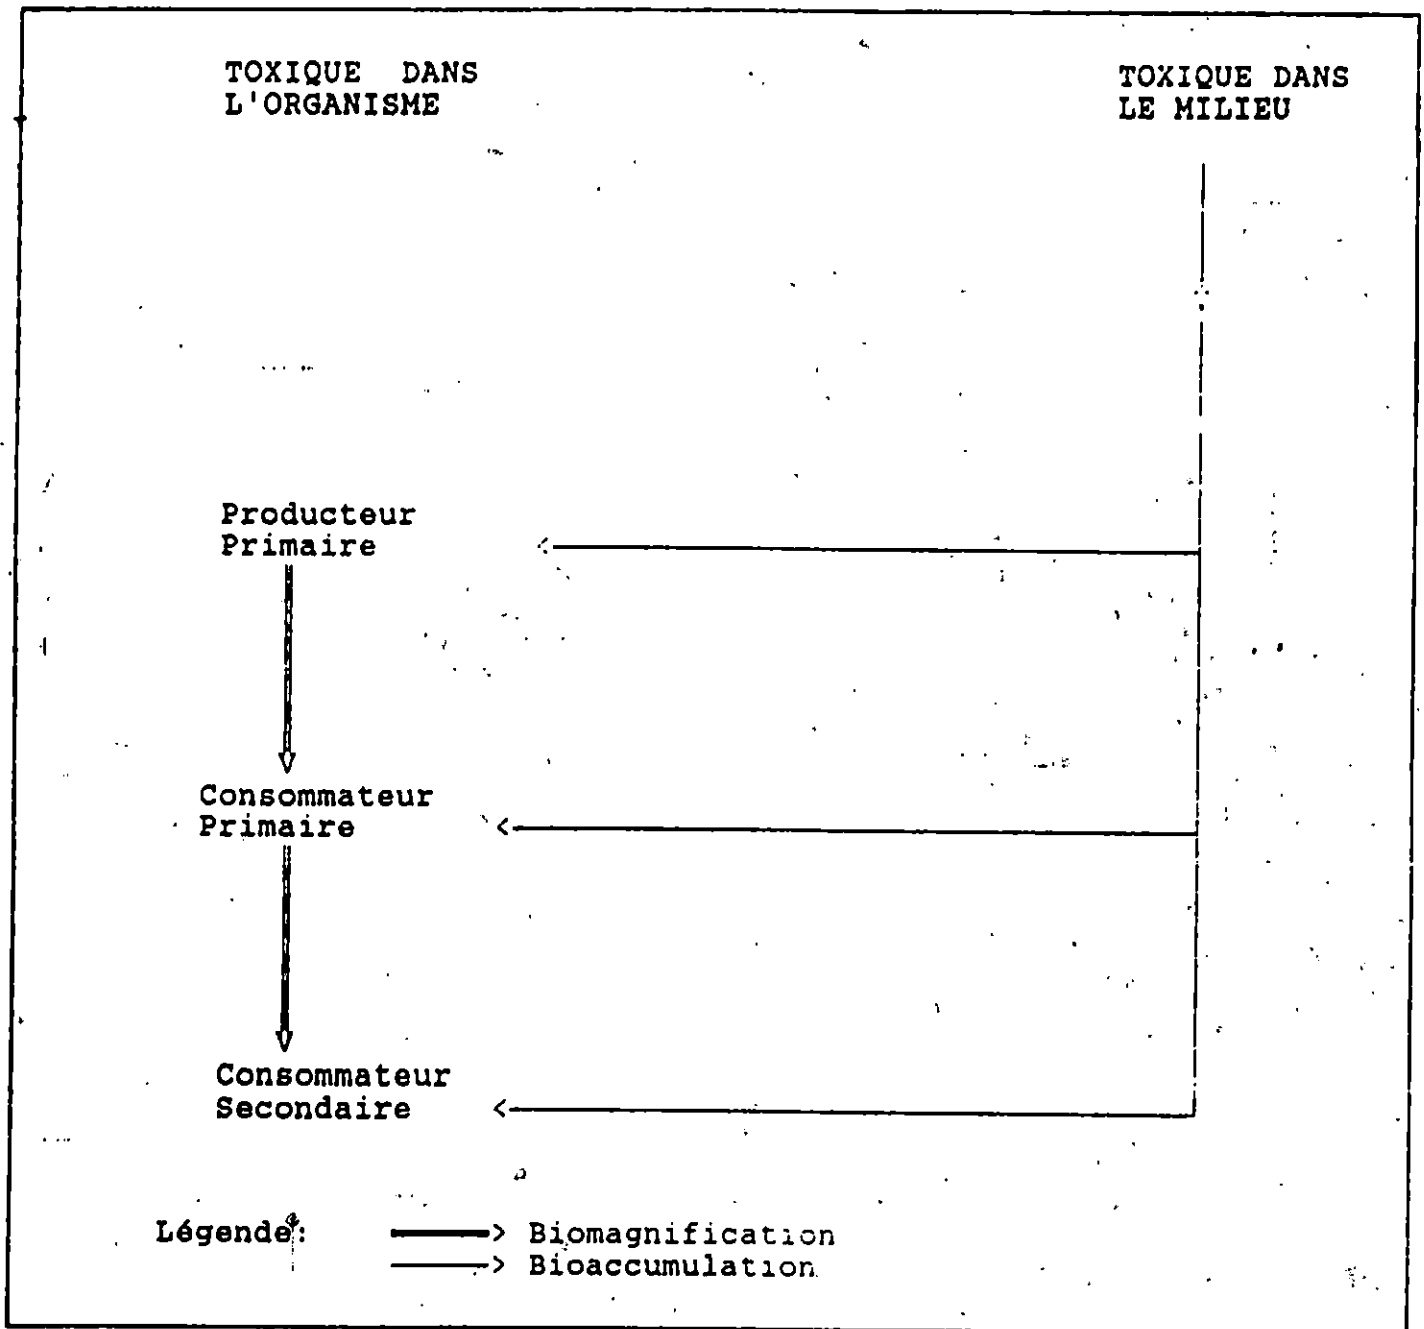 TOXIQUE DANS
L'ORGANISME
TOXIQUE DANS
LE MILIEU
Producteur
Primaire
Consommateur
Primaire
Consommateur
Secondaire
Légende:
Biomagnification
Bioaccumulation